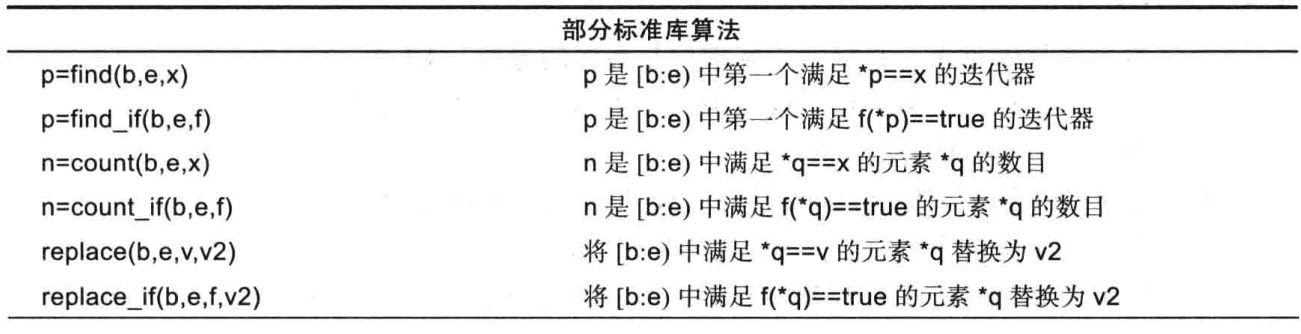 部分标准库算法
p=find(b,e,x) p 是 [b:e) 中第一个满足 *p==x 的迭代器
p=find_if(b,e,f) p 是 [b:e) 中第一个满足 f(*p)==true 的迭代器
n=count(b,e,x) n 是 [b:e) 中满足 *q==x 的元素 *q 的数目
n=count_if(b,e,f) n 是 [b:e) 中满足 f(*q)==true 的元素 *q 的数目
replace(b,e,v,v2) 将 [b:e) 中满足 *q==v 的元素 *q 替换为 v2
replace_if(b,e,f,v2) 将 [b:e) 中满足 f(*q)==true 的元素 *q 替换为 v2